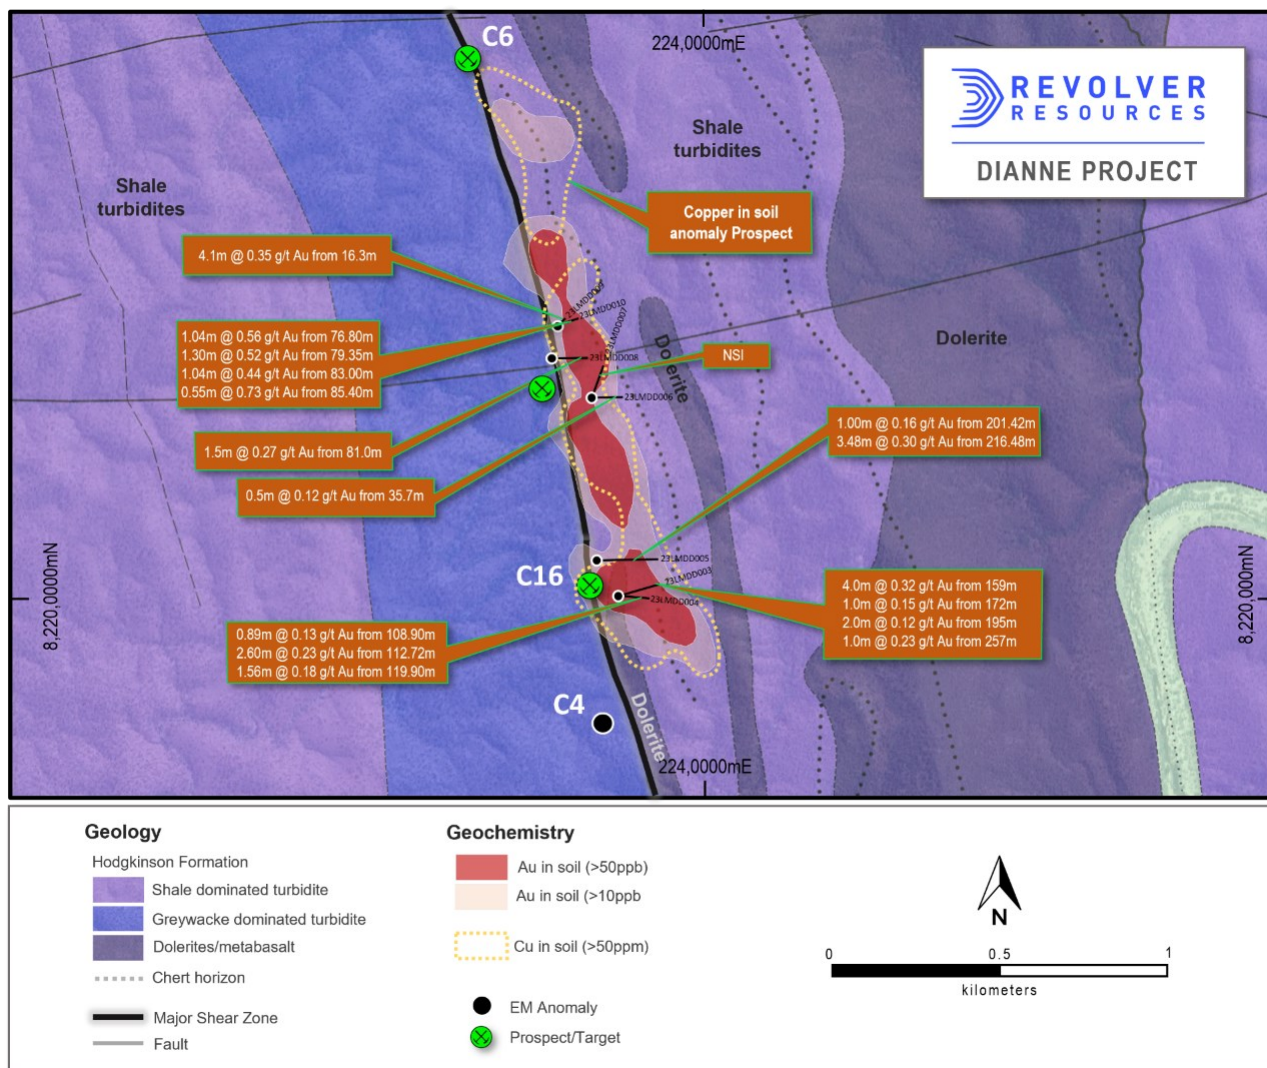 C6
224,0000mE
REVOLVER
RESOURCES
DIANNE PROJECT
Shale
turbidites
Shale
turbidites
Copper in soil
anomaly Prospect
4.1m @ 0.35 g/t Au from 16.3m
23LMDD009
23LMDD010
23LMDD007
1.04m @ 0.56 g/t Au from 76.80m
1.30m @ 0.52 g/t Au from 79.35m
1.04m @ 0.44 g/t Au from 83.00m
0.55m @ 0.73 g/t Au from 85.40m
23LMDD008
Dolerite
NSI
Dolerite
23LMDD006
1.5m @ 0.27 g/t Au from 81.0m
1.00m @ 0.16 g/t Au from 201.42m
3.48m @ 0.30 g/t Au from 216.48m
0.5m @ 0.12 g/t Au from 35.7m
8,220,0000mN
8,220,0000mN
23LMDD005
C16
23LMDD003
23LMDD004
4.0m @ 0.32 g/t Au from 159m
1.0m @ 0.15 g/t Au from 172m
2.0m @ 0.12 g/t Au from 195m
1.0m @ 0.23 g/t Au from 257m
0.89m @ 0.13 g/t Au from 108.90m
2.60m @ 0.23 g/t Au from 112.72m
1.56m @ 0.18 g/t Au from 119.90m
C4
Dolerite
224,0000mE
Geology
Hodgkinson Formation
Shale dominated turbidite
Greywacke dominated turbidite
Dolerites/metabasalt
Chert horizon
Major Shear Zone
Fault
Geochemistry
Au in soil (>50ppb)
Au in soil (>10ppb
Cu in soil (>50ppm)
EM Anomaly
Prospect/Target
N
0 0.5 1
kilometers